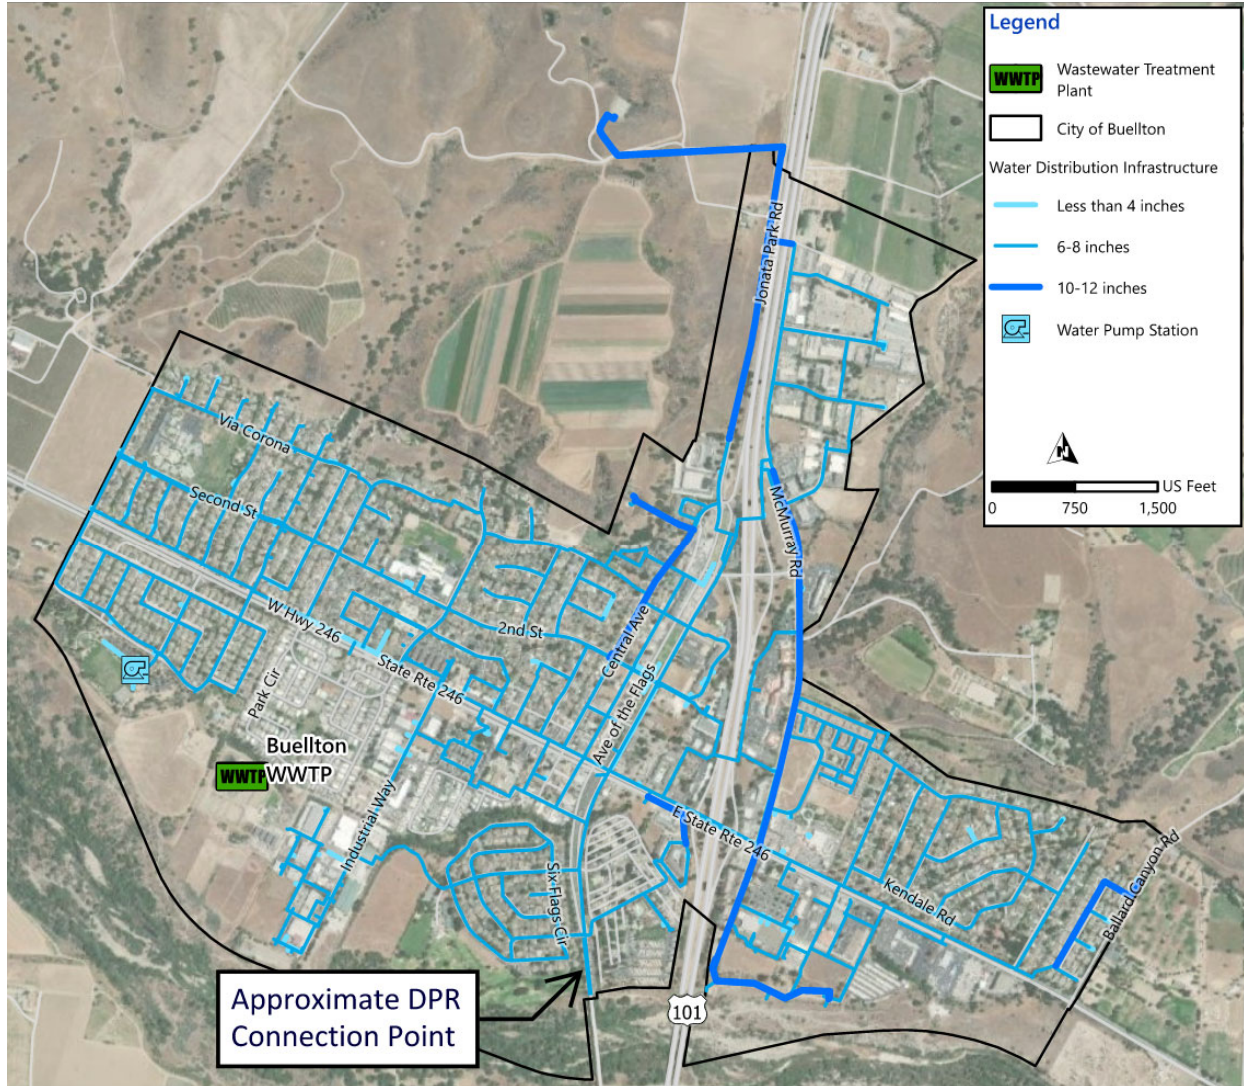 Legend
WWTP
Wastewater Treatment
Plant
City of Buellton
Water Distribution Infrastructure
Less than 4 inches
6-8 inches
10-12 inches
Water Pump Station
N
US Feet
0 750 1,500
Jonata Park Rd
McMurray Rd
Via Corona
Second St
W Hwy 246
State Rte 246
2nd St
Central Ave
Ave of the Flags
Park Cir
Buellton
WWTP
WWTP
Industrial Way
Six Flags Cir
E State Rte 246
Kendale Rd
Ballard Canyon Rd
Approximate DPR
Connection Point
101